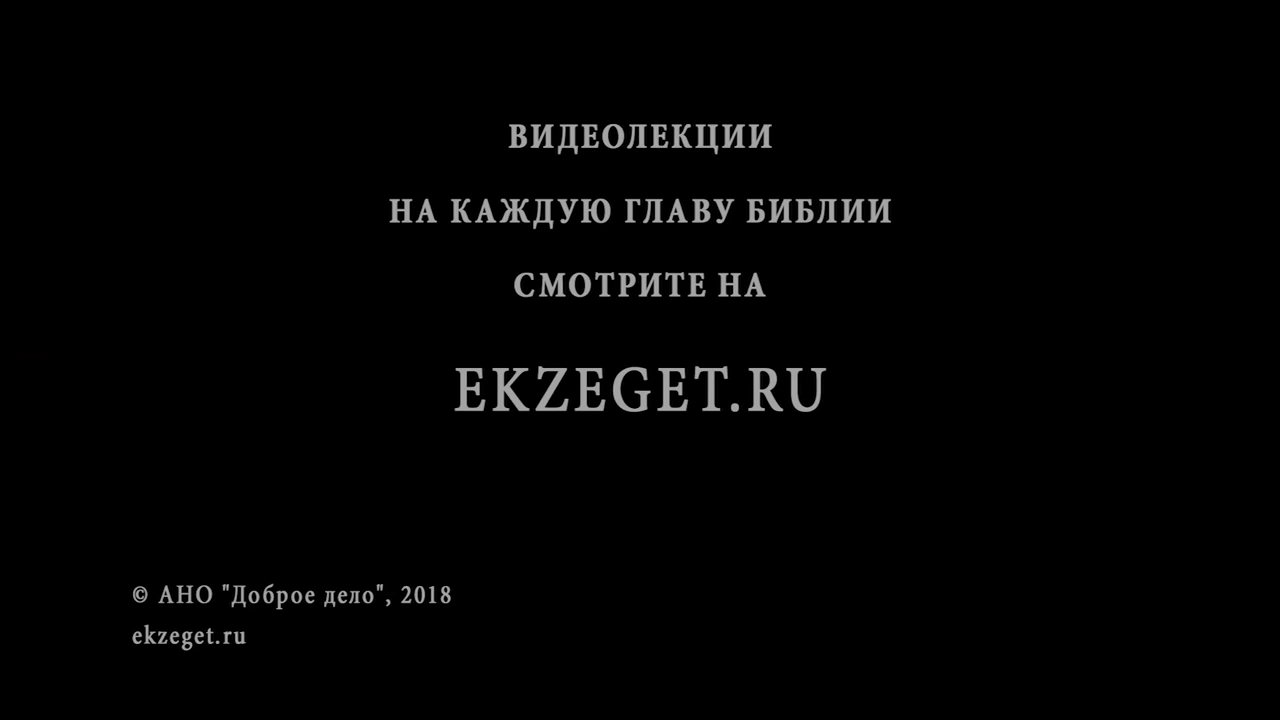 ВИДЕОЛЕКЦИИ
НА КАЖДУЮ ГЛАВУ БИБЛИИ
СМОТРИТЕ НА
EKZEGET.RU
© АНО "Доброе дело", 2018
ekzeget.ru